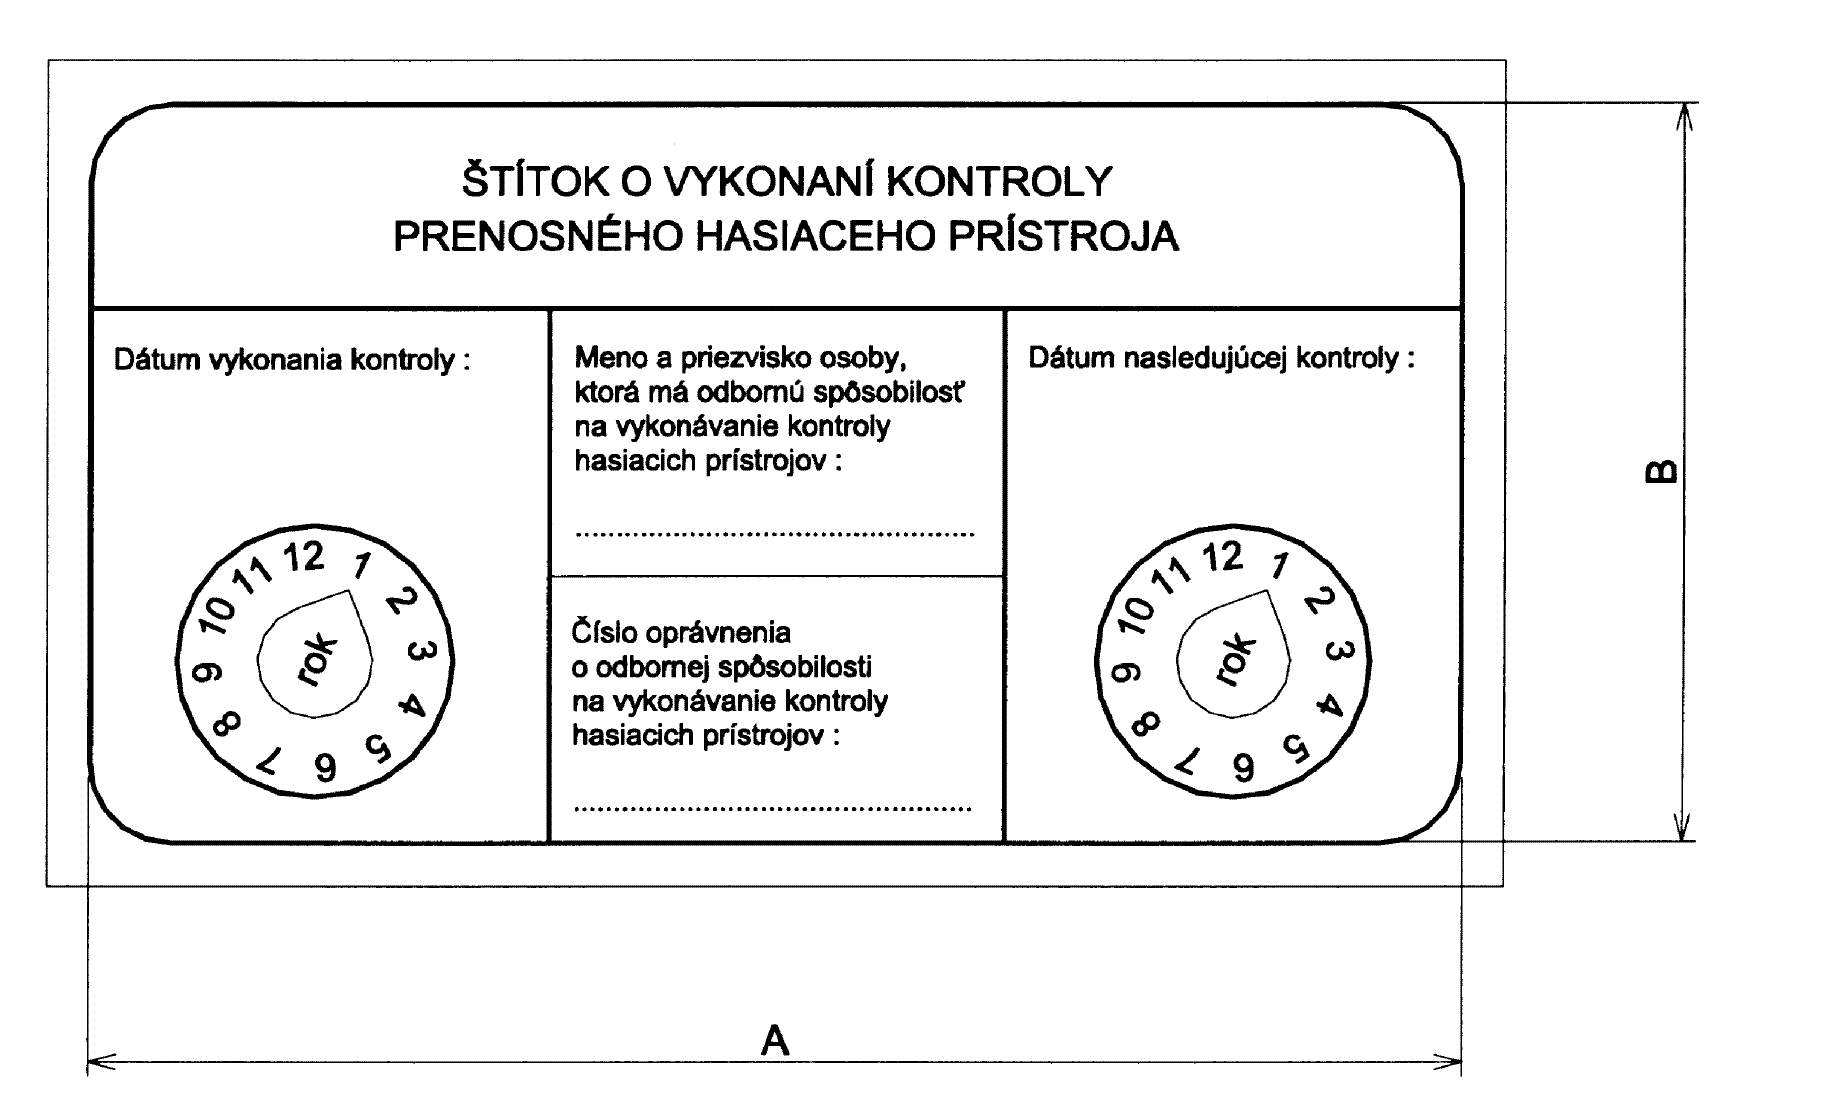 ŠTÍTOK O VYKONANÍ KONTROLY
PRENOSNÉHO HASIACEHO PRÍSTROJA
Dátum vykonania kontroly :
12
1
2
3
4
5
6
7
8
9
10
11
rok
Meno a priezvisko osoby,
ktorá má odbornú spôsobilosť
na vykonávanie kontroly
hasiacich prístrojov :
..............................................
Číslo oprávnenia
o odbornej spôsobilosti
na vykonávanie kontroly
hasiacich prístrojov :
..............................................
Dátum nasledujúcej kontroly :
12
1
2
3
4
5
6
7
8
9
10
11
rok
B
A